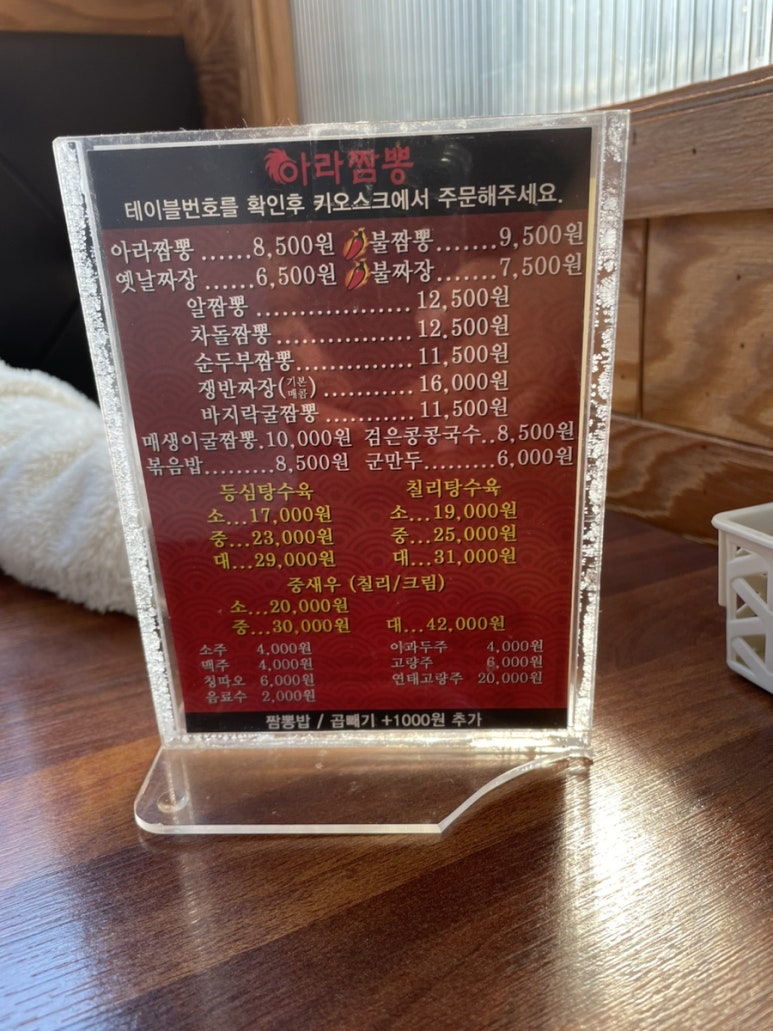 아라짬뽕
테이블번호를 확인후 키오스크에서 주문해주세요.
아라짬뽕......8,500원 불짬뽕.......9,500원
옛날짜장......6,500원 불짜장.......7,500원
알짬뽕...................12,500원
차돌짬뽕.................12,500원
순두부짬뽕...............11,500원
쟁반짜장(기본매콤)............16,000원
바지락굴짬뽕............11,500원
매생이굴짬뽕.10,000원 검은콩콩국수..8,500원
볶음밥.........8,500원 군만두.........6,000원
등심탕수육 칠리탕수육
소...17,000원 소...19,000원
중...23,000원 중...25,000원
대...29,000원 대...31,000원
중새우 (칠리/크림)
소...20,000원
중...30,000원 대...42,000원
소주 4,000원 이과두주 4,000원
맥주 4,000원 고량주 6,000원
칭따오 6,000원 연태고량주 20,000원
음료수 2,000원
짬뽕밥 / 곱빼기 +1000원 추가